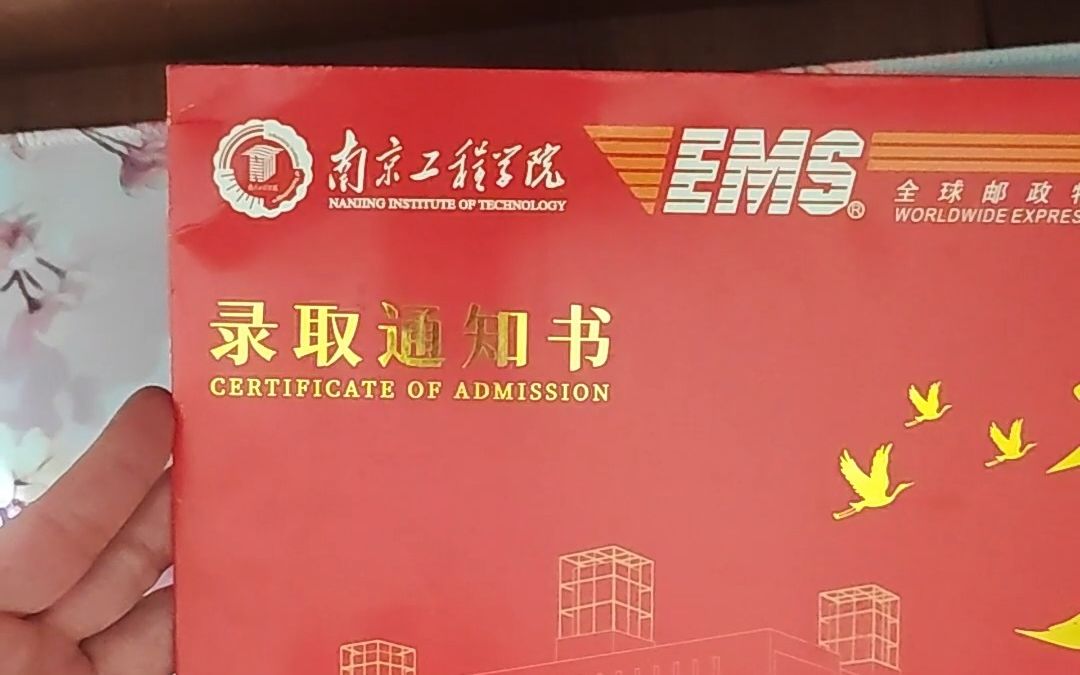 南京工程学院
NANJING INSTITUTE OF TECHNOLOGY
EMS®
全球邮政特
WORLDWIDE EXPRES
录取通知书
CERTIFICATE OF ADMISSION